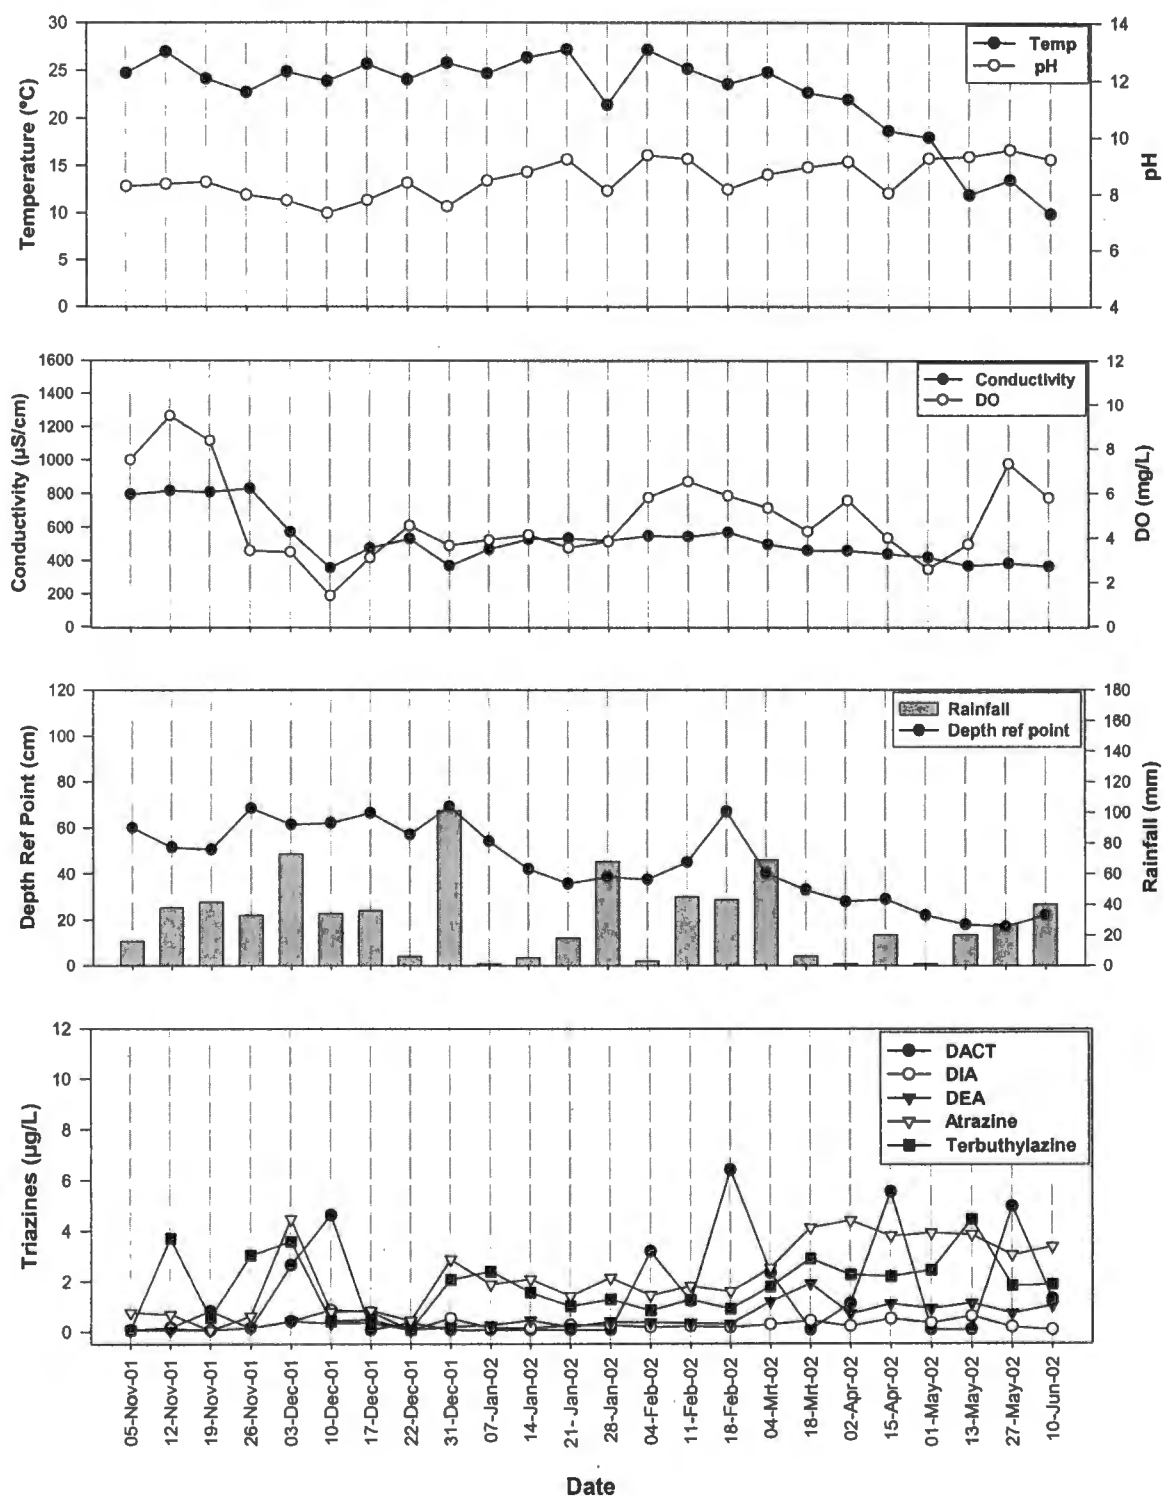 30
25
20
15
10
5
0
Temperature (°C)
Temp
pH
14
12
10
8
6
4
pH
1600
1400
1200
1000
800
600
400
200
0
Conductivity (µS/cm)
Conductivity
DO
12
10
8
6
4
2
0
DO (mg/L)
120
100
80
60
40
20
0
Depth Ref Point (cm)
Rainfall
Depth ref point
180
160
140
120
100
80
60
40
20
0
Rainfall (mm)
12
10
8
6
4
2
0
Triazines (µg/L)
DACT
DIA
DEA
Atrazine
Terbuthylazine
05-Nov-01
12-Nov-01
19-Nov-01
26-Nov-01
03-Dec-01
10-Dec-01
17-Dec-01
22-Dec-01
31-Dec-01
07-Jan-02
14-Jan-02
21- Jan-02
28-Jan-02
04-Feb-02
11-Feb-02
18-Feb-02
04-Mrt-02
18-Mrt-02
02-Apr-02
15-Apr-02
01-May-02
13-May-02
27-May-02
10-Jun-02
Date